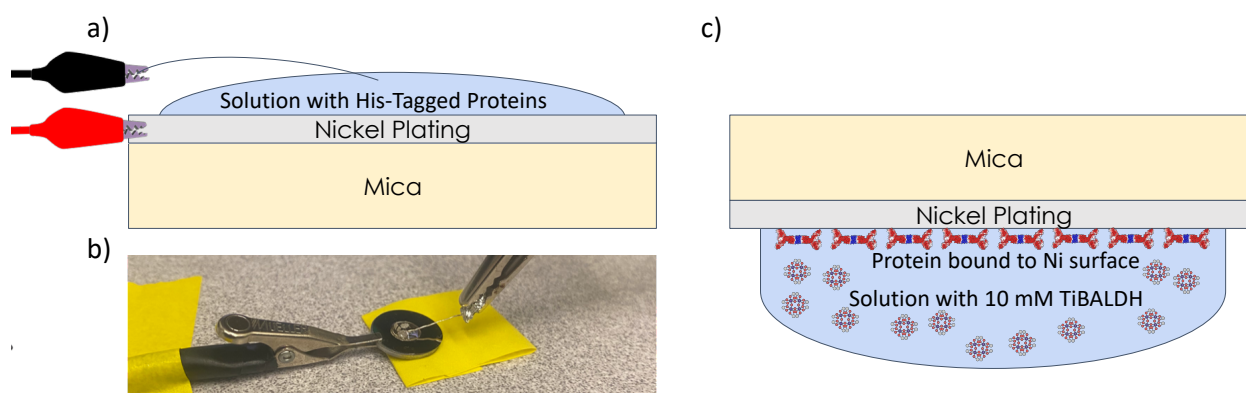 a)
Solution with His-Tagged Proteins
Nickel Plating
Mica
b)
c)
Mica
Nickel Plating
Protein bound to Ni surface
Solution with 10 mM TiBALDH